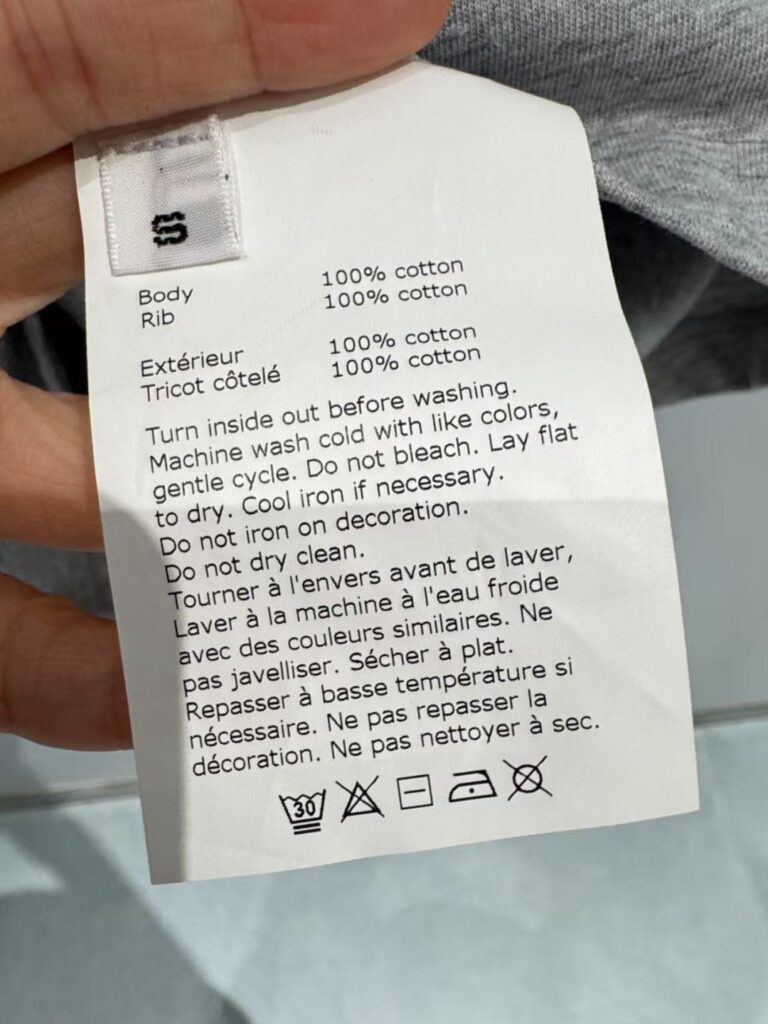 S
Body 100% cotton
Rib 100% cotton
Extérieur 100% cotton
Tricot côtelé 100% cotton
Turn inside out before washing.
Machine wash cold with like colors,
gentle cycle. Do not bleach. Lay flat
to dry. Cool iron if necessary.
Do not iron on decoration.
Do not dry clean.
Tourner à l'envers avant de laver,
Laver à la machine à l'eau froide
avec des couleurs similaires. Ne
pas javelliser. Sécher à plat.
Repasser à basse température si
nécessaire. Ne pas repasser la
décoration. Ne pas nettoyer à sec.
30